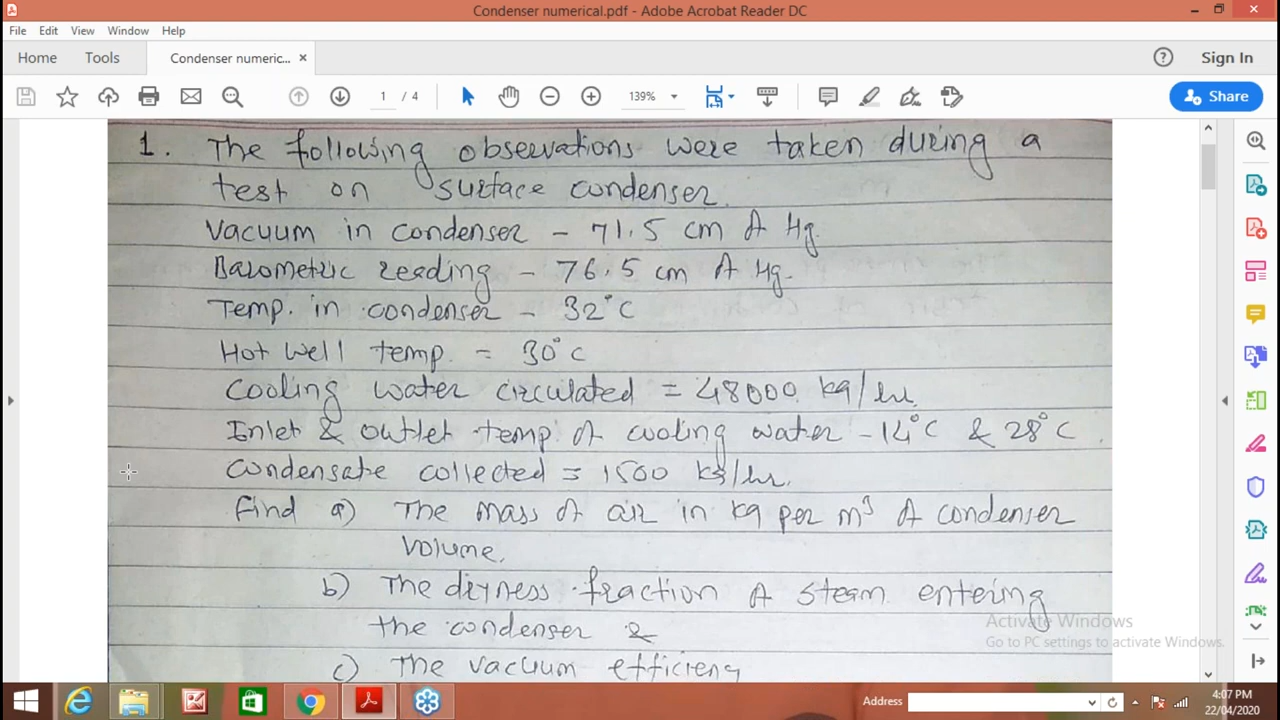 Condenser numerical.pdf - Adobe Acrobat Reader DC
File Edit View Window Help
Home Tools Condenser numeric... × Sign In
1 / 4 139% Share
1. The following observations were taken during a
test on surface condenser.
Vacuum in condenser - 71.5 cm of Hg.
Barometric reading - 76.5 cm of Hg.
Temp. in condenser - 32°C
Hot well temp. = 30°C
Cooling water circulated = 48000 kg/hr.
Inlet & outlet temp. of cooling water - 14°C & 28°C.
Condensate collected = 1500 kg/hr.
Find a) The mass of air in kg per m³ of condenser
volume.
b) The dryness fraction of steam entering
the condenser &
c) The vacuum efficiency
Activate Windows
Go to PC settings to activate Windows.
Address
4:07 PM
22/04/2020